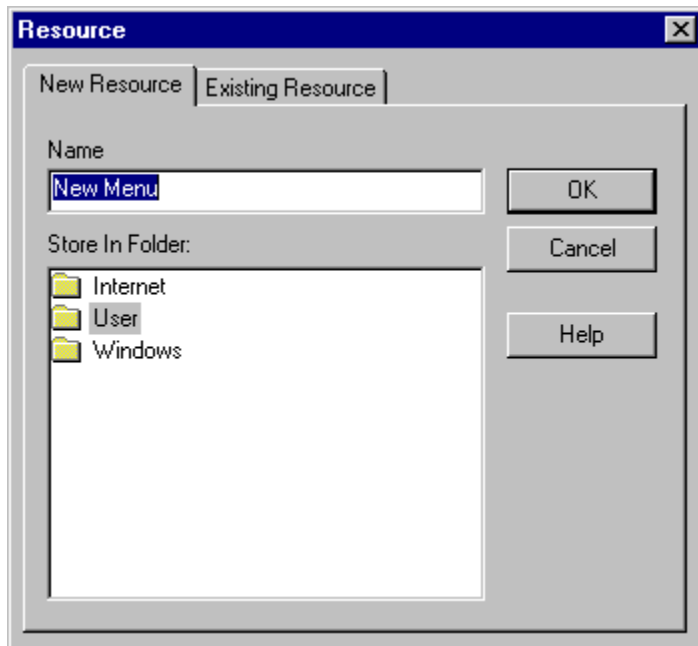 Resource
New Resource Existing Resource
Name
New Menu
OK
Store In Folder:
Cancel
Internet
User
Help
Windows